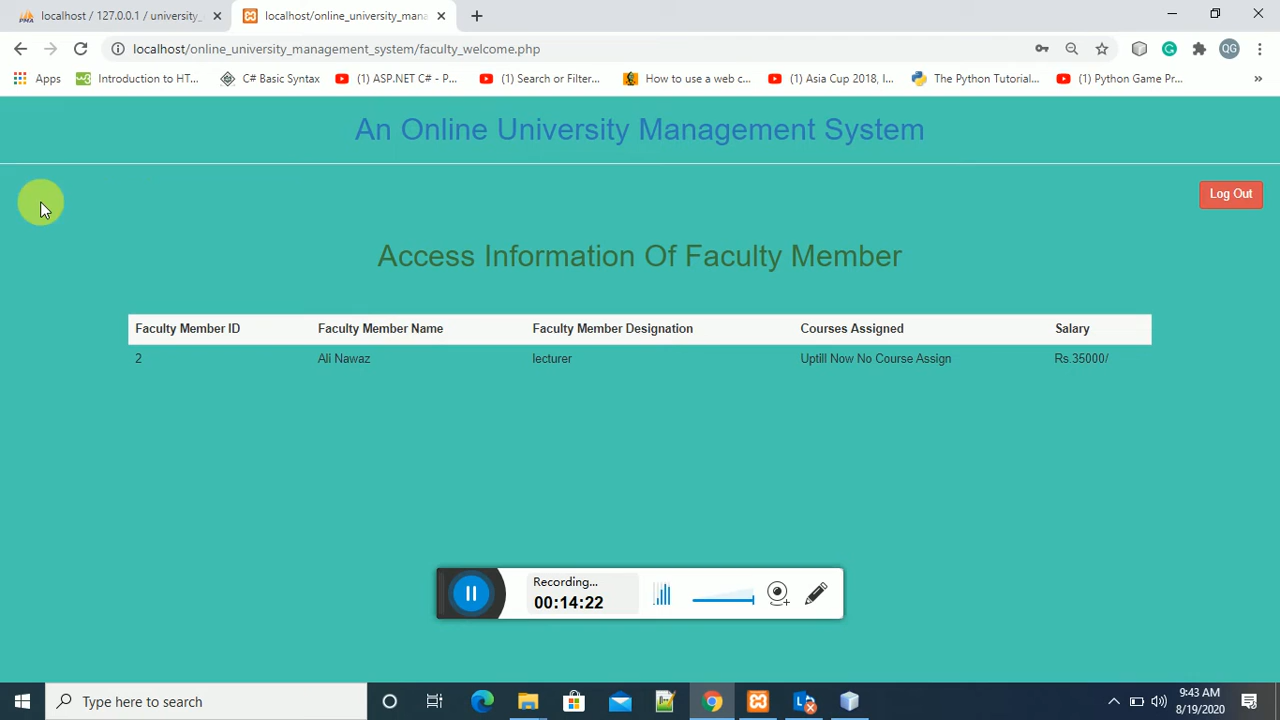 localhost / 127.0.0.1 / university_
localhost/online_university_mana
localhost/online_university_management_system/faculty_welcome.php
QG
Apps
Introduction to HT...
C# Basic Syntax
(1) ASP.NET C# - P...
(1) Search or Filter...
How to use a web c...
(1) Asia Cup 2018, I...
The Python Tutorial...
(1) Python Game Pr...
An Online University Management System
Log Out
Access Information Of Faculty Member
Faculty Member ID Faculty Member Name Faculty Member Designation Courses Assigned Salary
2 Ali Nawaz lecturer Uptill Now No Course Assign Rs.35000/
Recording...
00:14:22
Type here to search
9:43 AM
8/19/2020